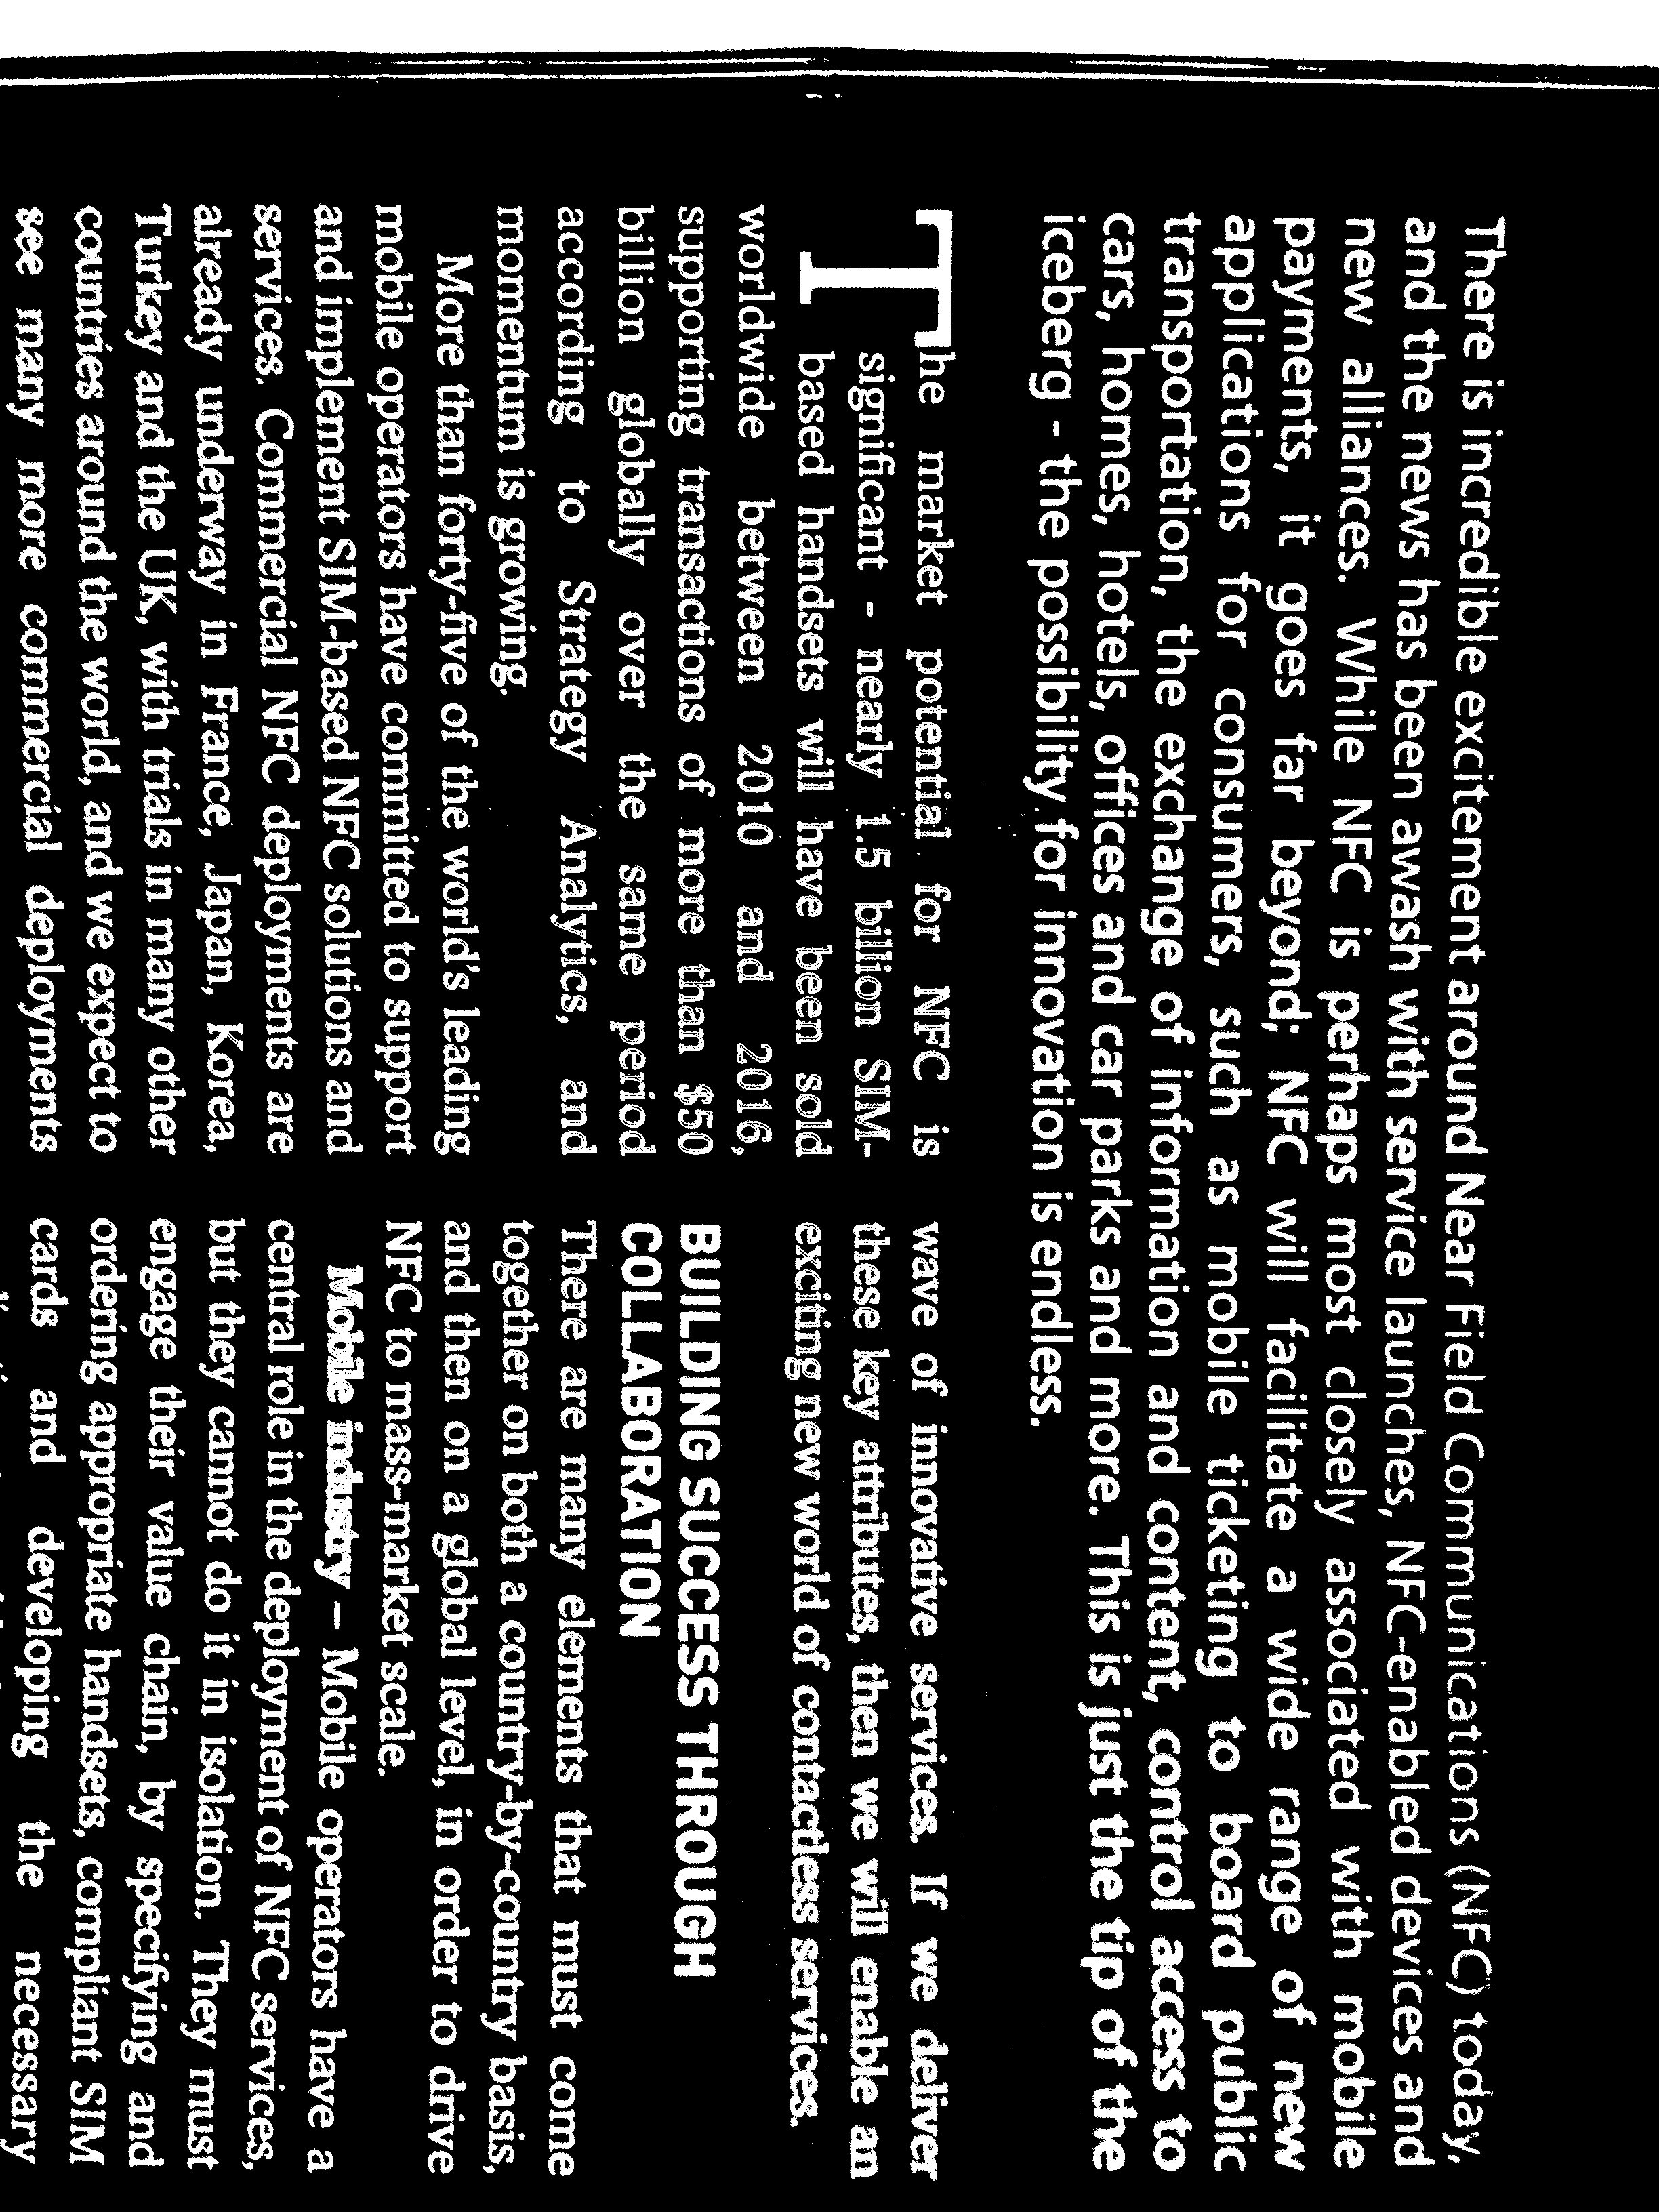 There is incredible excitement around Near Field Communications (NFC) today,
and the news has been awash with service launches, NFC-enabled devices and
new alliances. While NFC is perhaps most closely associated with mobile
payments, it goes far beyond; NFC will facilitate a wide range of new
applications for consumers, such as mobile ticketing to board public
transportation, the exchange of information and content, control access to
cars, homes, hotels, offices and car parks and more. This is just the tip of the
iceberg - the possibility for innovation is endless.
The market potential for NFC is
significant - nearly 1.5 billion SIM-
based handsets will have been sold
worldwide between 2010 and 2016,
supporting transactions of more than $50
billion globally over the same period
according to Strategy Analytics, and
momentum is growing.
More than forty-five of the world's leading
mobile operators have committed to support
and implement SIM-based NFC solutions and
services. Commercial NFC deployments are
already underway in France, Japan, Korea,
Turkey and the UK, with trials in many other
countries around the world, and we expect to
see many more commercial deployments
wave of innovative services. If we deliver
these key attributes, then we will enable an
exciting new world of contactless services.
BUILDING SUCCESS THROUGH
COLLABORATION
There are many elements that must come
together on both a country-by-country basis,
and then on a global level, in order to drive
NFC to mass-market scale.
Mobile industry – Mobile operators have a
central role in the deployment of NFC services,
but they cannot do it in isolation. They must
engage their value chain, by specifying and
ordering appropriate handsets, compliant SIM
cards and developing the necessary